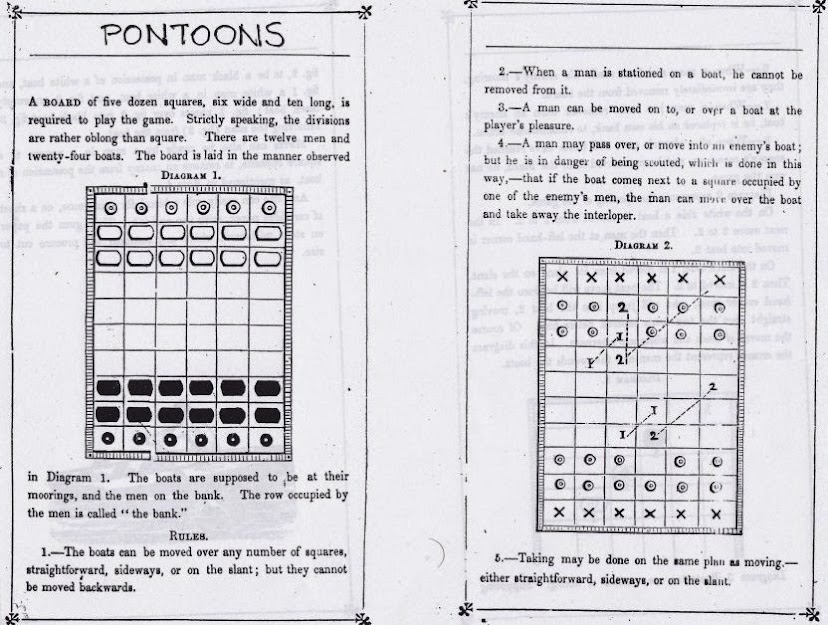 PONTOONS
A BOARD of five dozen squares, six wide and ten long, is
required to play the game. Strictly speaking, the divisions
are rather oblong than square. There are twelve men and
twenty-four boats. The board is laid in the manner observed
DIAGRAM 1.
in Diagram 1. The boats are supposed to be at their
moorings, and the men on the bank. The row occupied by
the men is called "the bank."
RULES.
1.—The boats can be moved over any number of squares,
straightforward, sideways, or on the slant; but they cannot
be moved backwards.
2.—When a man is stationed on a boat, he cannot be
removed from it.
3.—A man can be moved on to, or over a boat at the
player's pleasure.
4.—A man may pass over, or move into an enemy's boat;
but he is in danger of being scouted, which is done in this
way,—that if the boat comes next to a square occupied by
one of the enemy's men, the man can move over the boat
and take away the interloper.
DIAGRAM 2.
× × × × × ×
2
1
1 2
2
1
1 2
× × × × × ×
5.—Taking may be done on the same plan as moving.—
either straightforward, sideways, or on the slant.